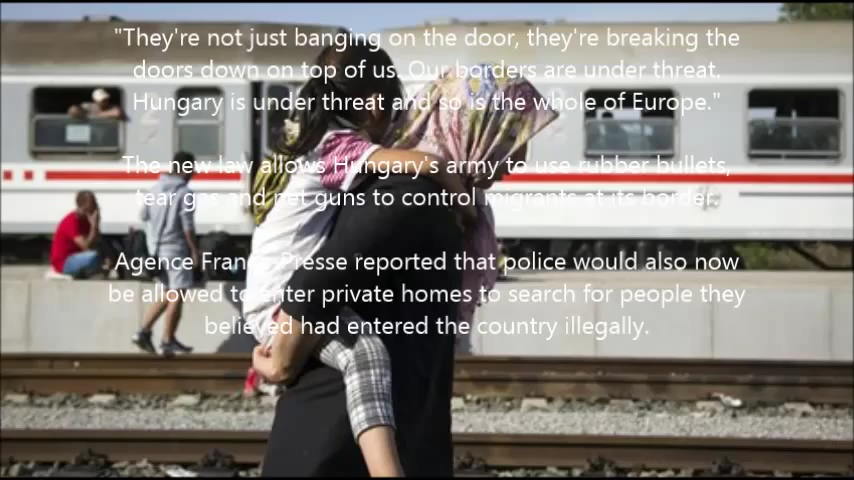 "They're not just banging on the door, they're breaking the
doors down on top of us. Our borders are under threat.
Hungary is under threat and so is the whole of Europe."
The new law allows Hungary's army to use rubber bullets,
tear gas and net guns to control migrants at its border.
Agence France-Presse reported that police would also now
be allowed to enter private homes to search for people they
believed had entered the country illegally.